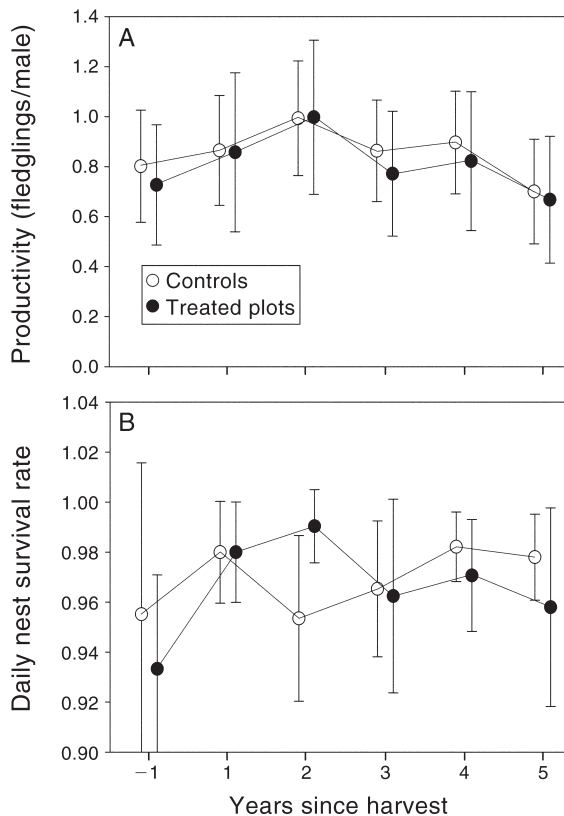 A
Productivity (fledglings/male)
1.4
1.2
1.0
0.8
0.6
0.4
0.2
0.0
Controls
Treated plots
B
Daily nest survival rate
1.04
1.02
1.00
0.98
0.96
0.94
0.92
0.90
−1 1 2 3 4 5
Years since harvest